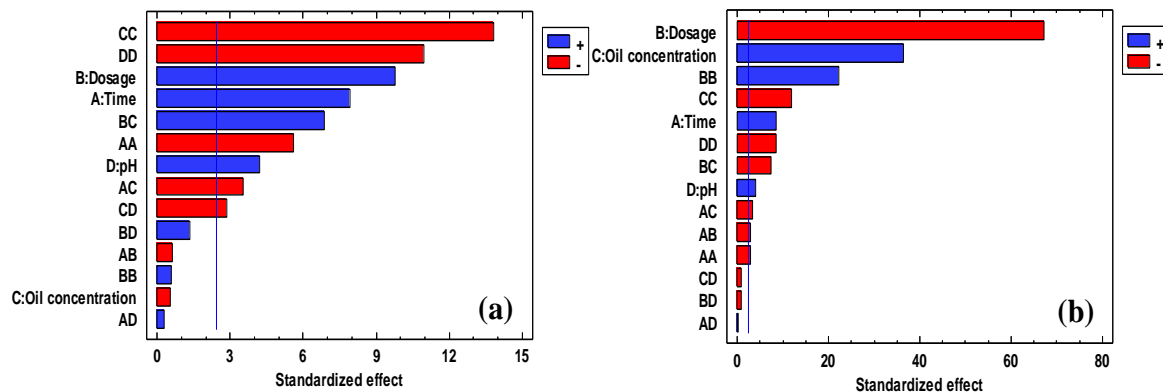 CC
DD
B:Dosage
A:Time
BC
AA
D:pH
AC
CD
BD
AB
BB
C:Oil concentration
AD
0 3 6 9 12 15
Standardized effect
+
-
(a)
B:Dosage
C:Oil concentration
BB
CC
A:Time
DD
BC
D:pH
AC
AB
AA
CD
BD
AD
0 20 40 60 80
Standardized effect
+
-
(b)